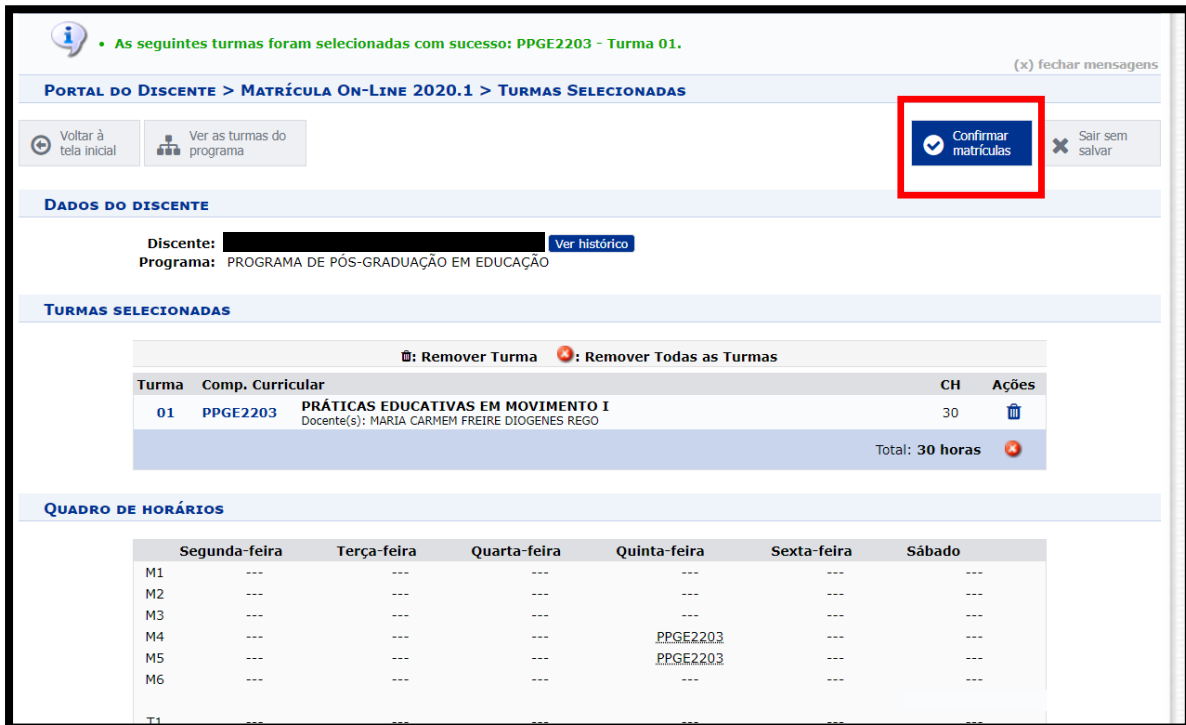 • As seguintes turmas foram selecionadas com sucesso: PPGE2203 - Turma 01.
(x) fechar mensagens
PORTAL DO DISCENTE > MATRÍCULA ON-LINE 2020.1 > TURMAS SELECIONADAS
Voltar à
tela inicial
Ver as turmas do
programa
Confirmar
matrículas
Sair sem
salvar
DADOS DO DISCENTE
Discente: Ver histórico
Programa: PROGRAMA DE PÓS-GRADUAÇÃO EM EDUCAÇÃO
TURMAS SELECIONADAS
: Remover Turma : Remover Todas as Turmas
Turma Comp. Curricular CH Ações
01 PPGE2203 PRÁTICAS EDUCATIVAS EM MOVIMENTO I 30
Docente(s): MARIA CARMEM FREIRE DIOGENES REGO
Total: 30 horas
QUADRO DE HORÁRIOS
Segunda-feira Terça-feira Quarta-feira Quinta-feira Sexta-feira Sábado
M1 --- --- --- --- --- ---
M2 --- --- --- --- --- ---
M3 --- --- --- --- --- ---
M4 --- --- --- PPGE2203 --- ---
M5 --- --- --- PPGE2203 --- ---
M6 --- --- --- --- --- ---
T1 --- --- --- --- --- ---